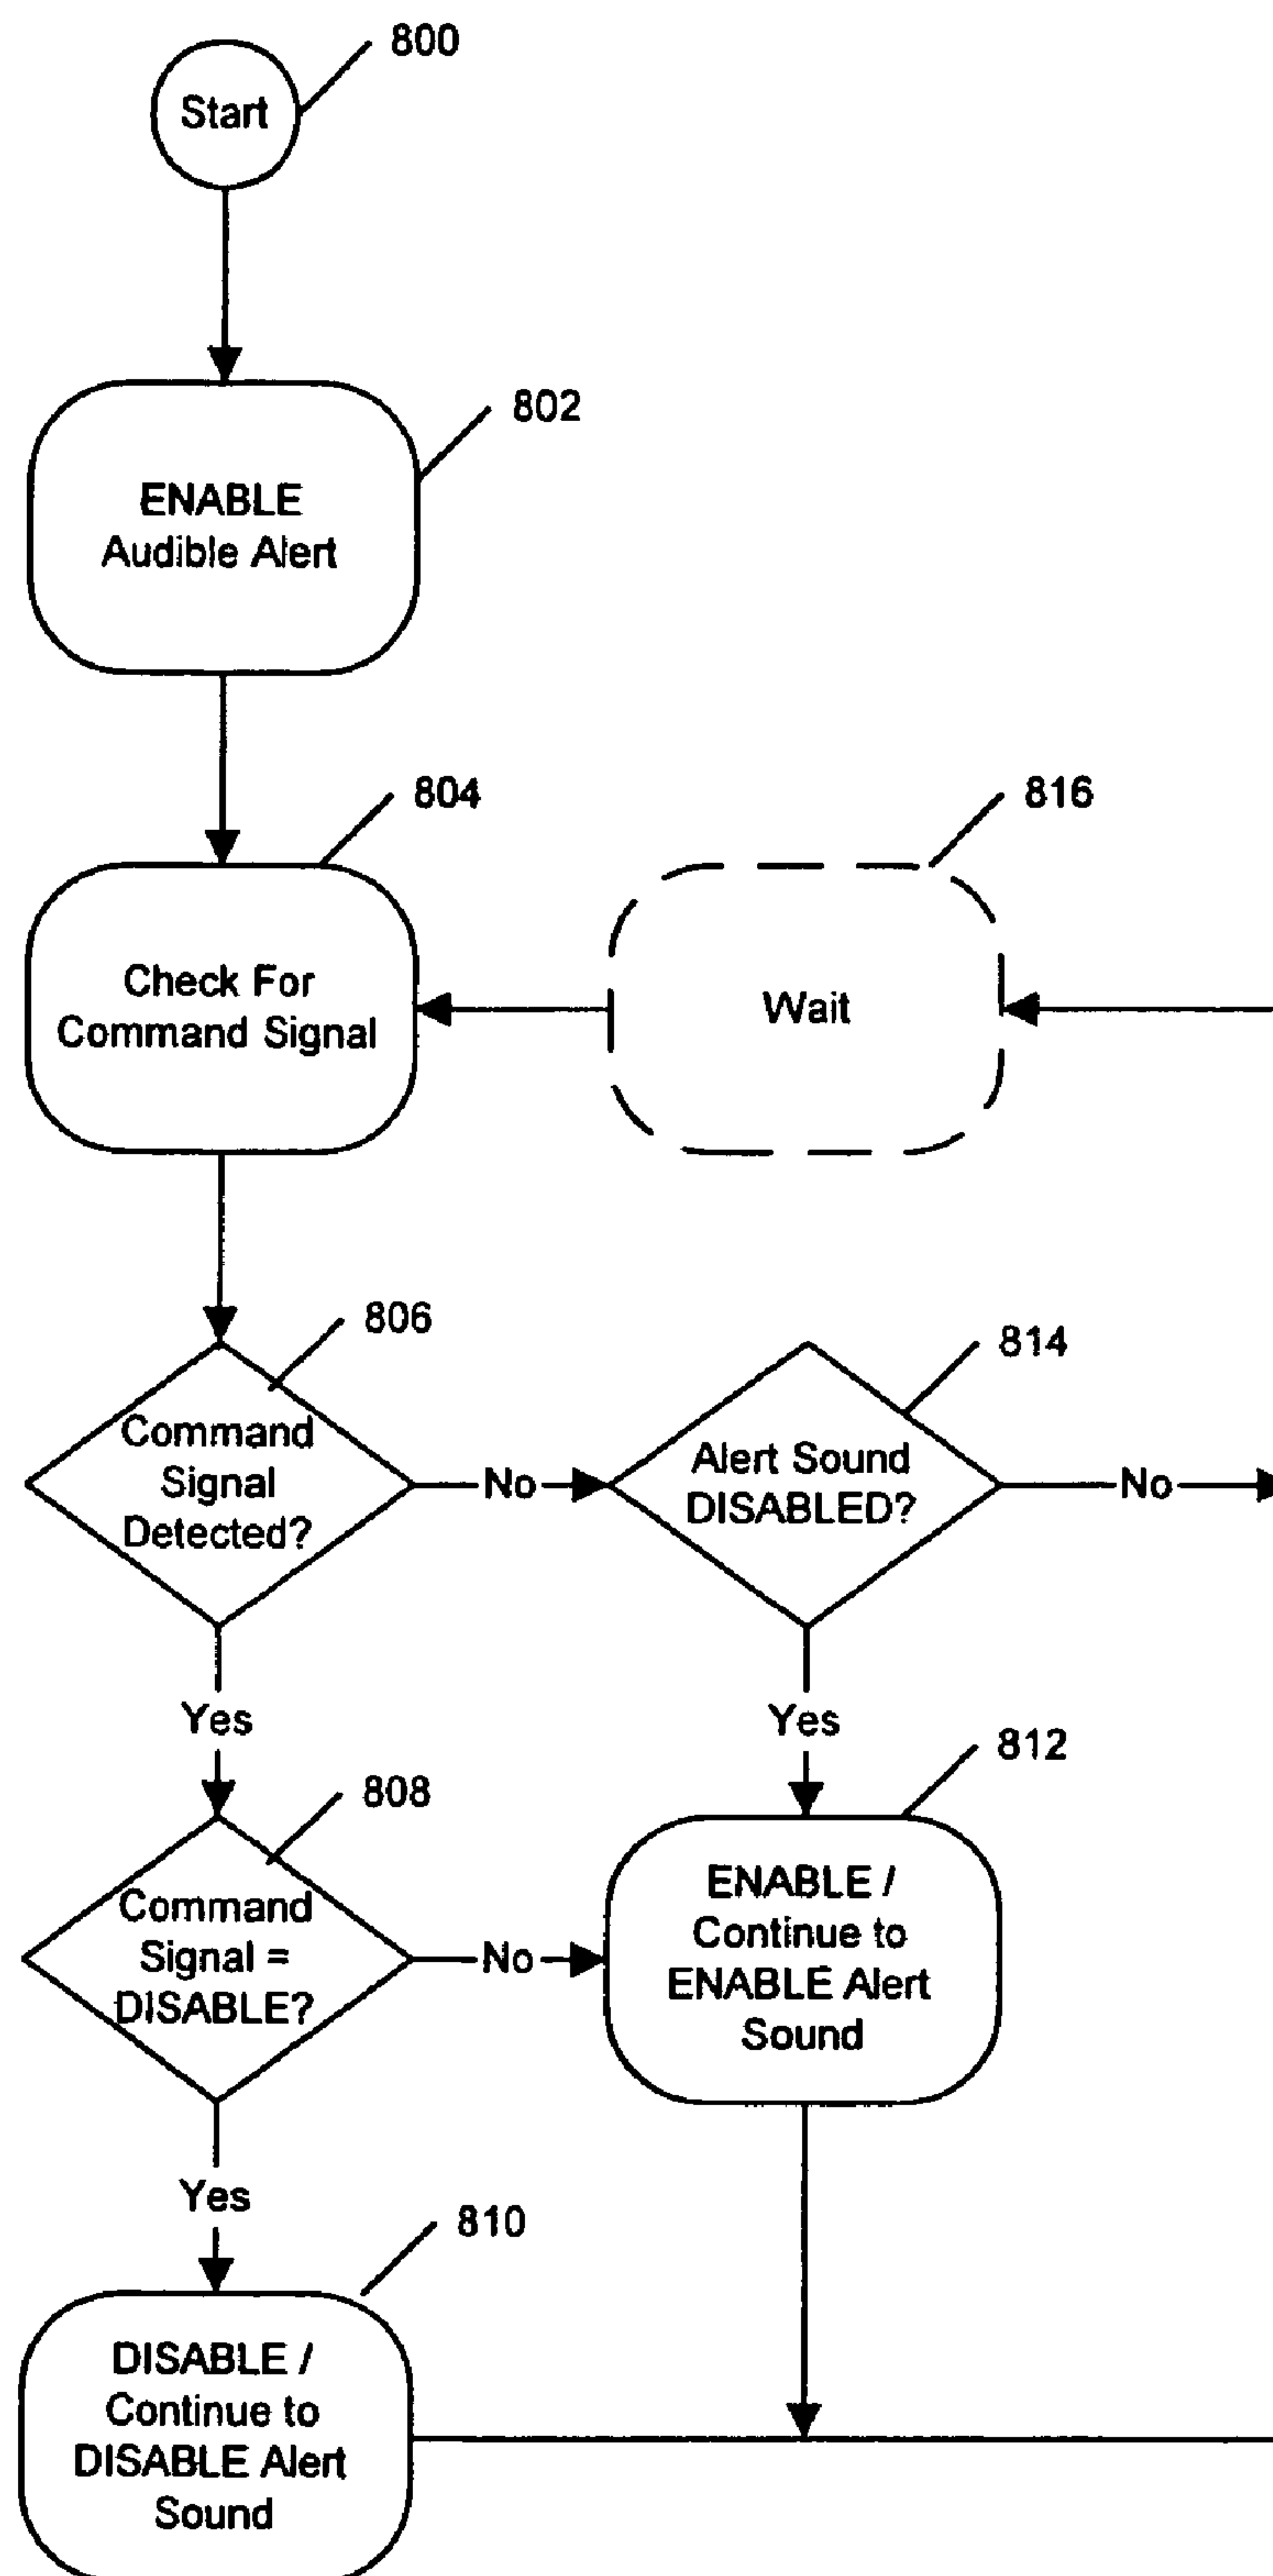 800
Start
802
ENABLE
Audible Alert
804
816
Check For
Command Signal
Wait
806
814
Command
Signal
Detected?
No
Alert Sound
DISABLED?
No
Yes
Yes
812
808
ENABLE /
Continue to
ENABLE Alert
Sound
Command
Signal =
DISABLE?
No
Yes
810
DISABLE /
Continue to
DISABLE Alert
Sound